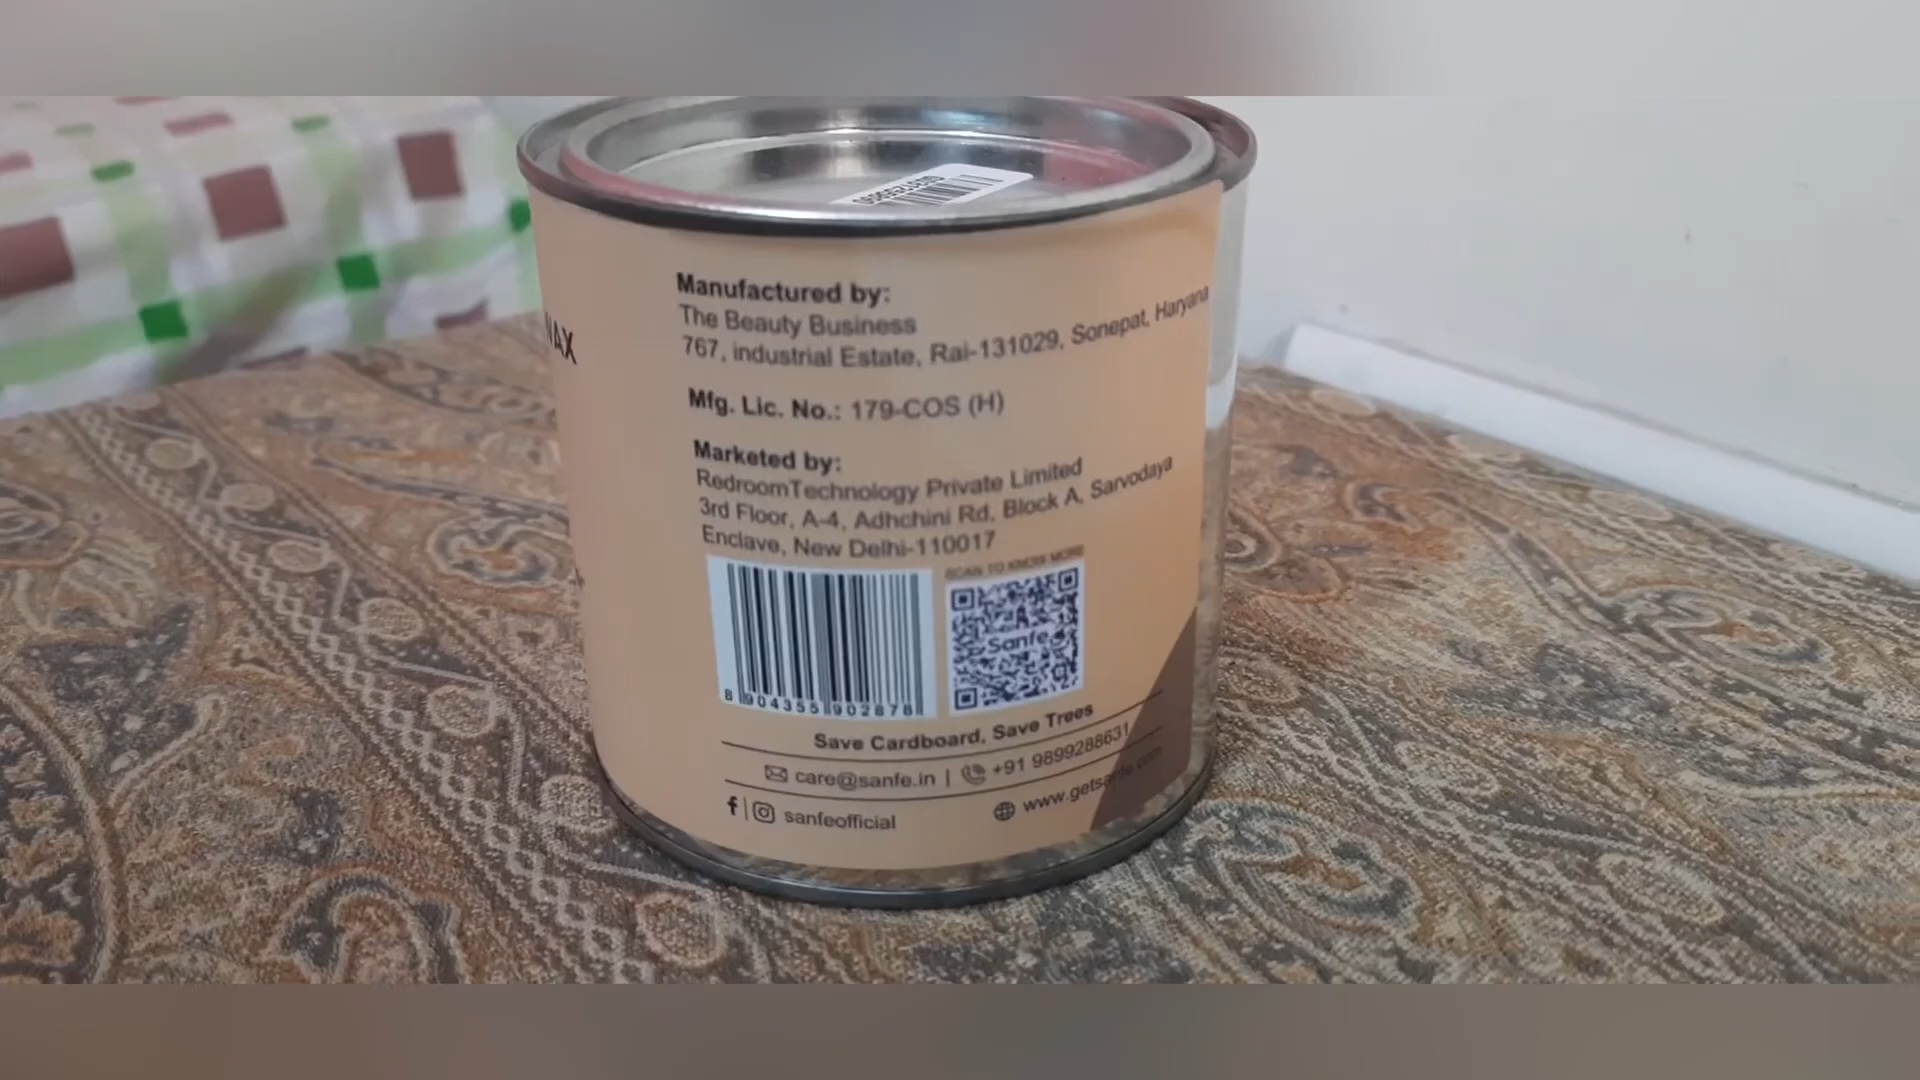 WAX
Manufactured by:
The Beauty Business
767, industrial Estate, Rai-131029, Sonepat, Haryana
Mfg. Lic. No.: 179-COS (H)
Marketed by:
RedroomTechnology Private Limited
3rd Floor, A-4, Adhchini Rd, Block A, Sarvodaya
Enclave, New Delhi-110017
SCAN TO KNOW MORE
Sanfe
8 904355 902878
Save Cardboard, Save Trees
care@sanfe.in | +91 9899288631
sanfeofficial
www.getsanfe.com